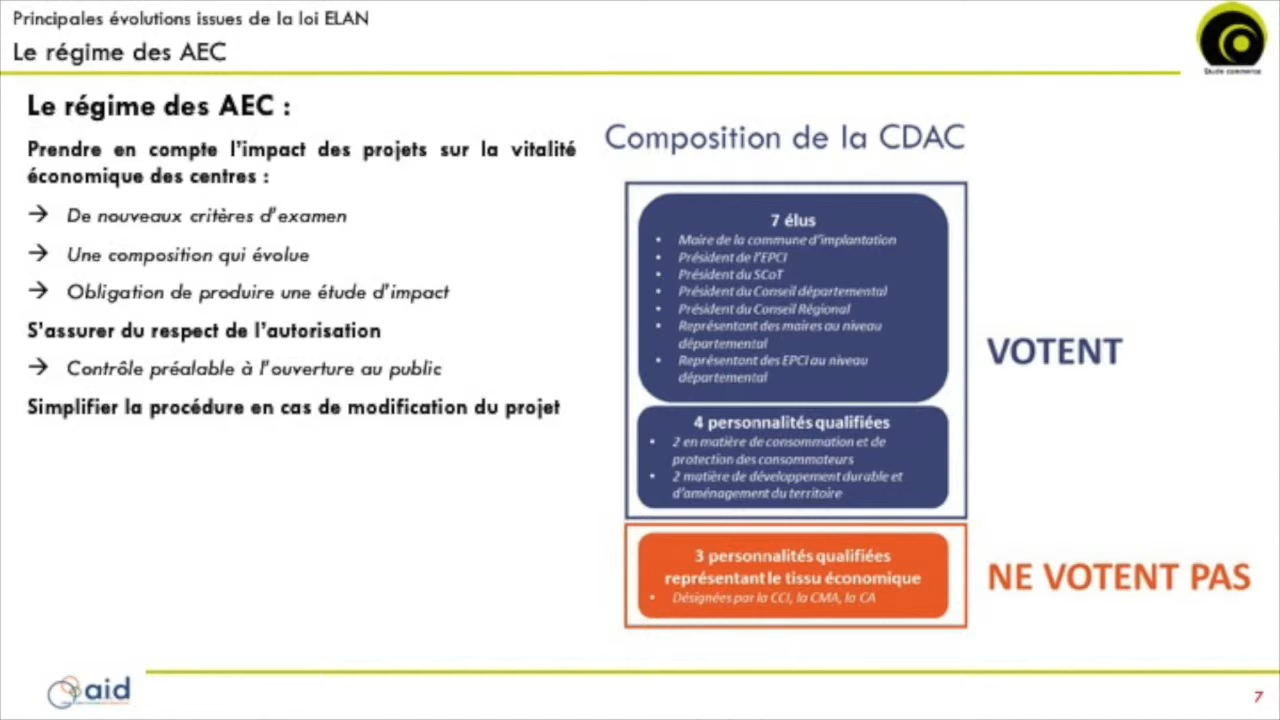 Principales évolutions issues de la loi ELAN
Le régime des AEC
Etude commerce
Le régime des AEC :
Prendre en compte l'impact des projets sur la vitalité
économique des centres :
→ De nouveaux critères d'examen
→ Une composition qui évolue
→ Obligation de produire une étude d'impact
S'assurer du respect de l'autorisation
→ Contrôle préalable à l'ouverture au public
Simplifier la procédure en cas de modification du projet
Composition de la CDAC
7 élus
• Maire de la commune d'implantation
• Président de l'EPCI
• Président du SCoT
• Président du Conseil départemental
• Président du Conseil Régional
• Représentant des maires au niveau
départemental
• Représentant des EPCI au niveau
départemental
4 personnalités qualifiées
• 2 en matière de consommation et de
protection des consommateurs
• 2 matière de développement durable et
d'aménagement du territoire
VOTENT
3 personnalités qualifiées
représentant le tissu économique
• Désignées par la CCI, la CMA, la CA
NE VOTENT PAS
aid
7